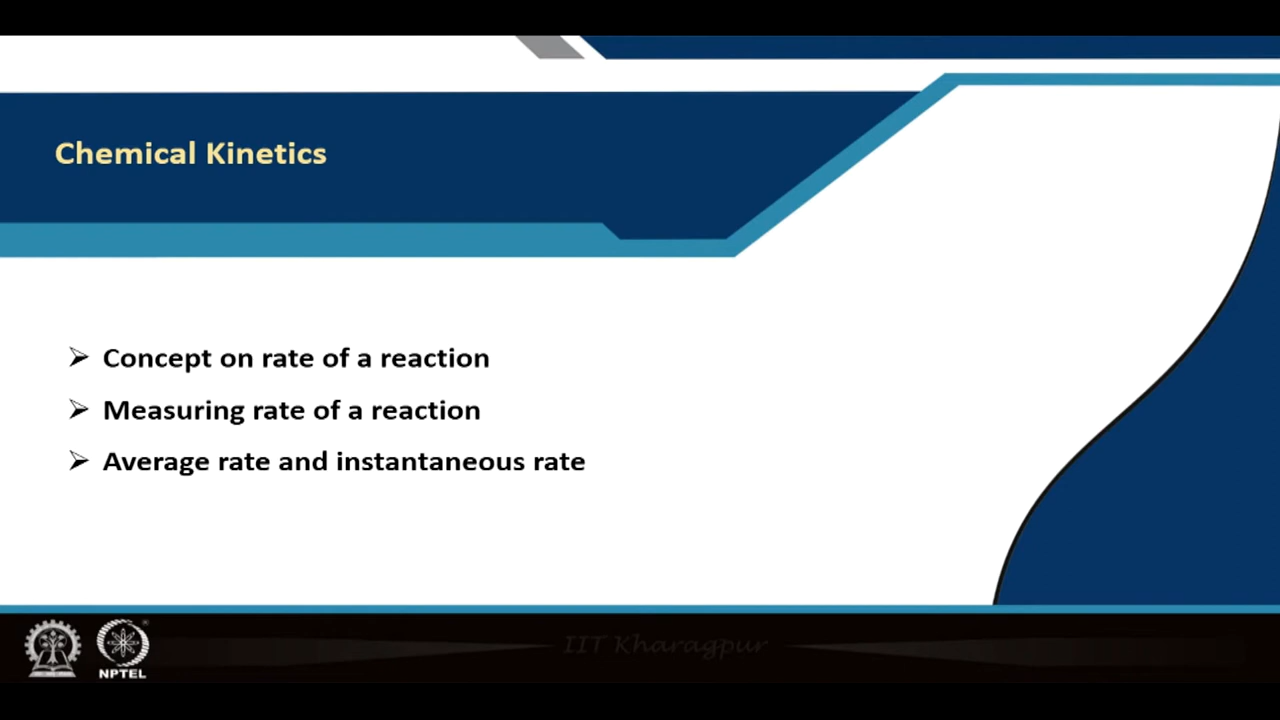 Chemical Kinetics
➢ Concept on rate of a reaction
➢ Measuring rate of a reaction
➢ Average rate and instantaneous rate
IIT Kharagpur
NPTEL